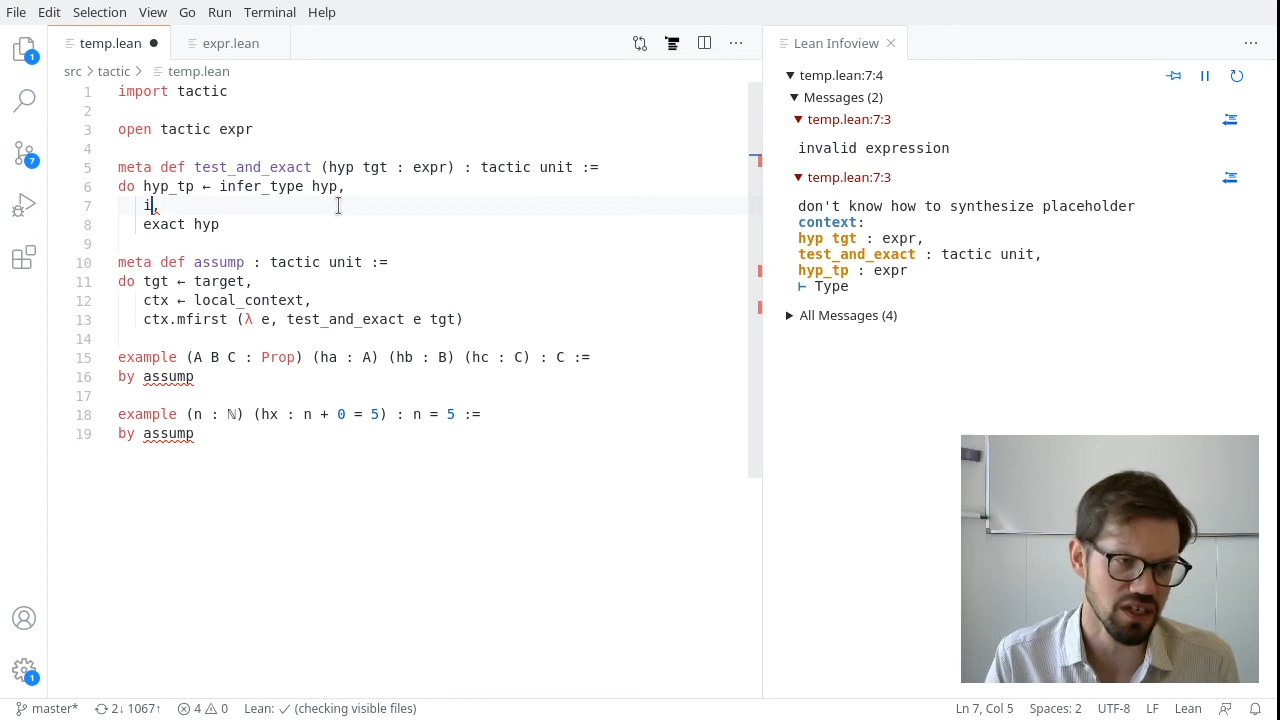 File Edit Selection View Go Run Terminal Help
temp.lean ● expr.lean
src > tactic > temp.lean
1 import tactic
2
3 open tactic expr
4
5 meta def test_and_exact (hyp tgt : expr) : tactic unit :=
6 do hyp_tp ← infer_type hyp,
7 i,
8 exact hyp
9
10 meta def assump : tactic unit :=
11 do tgt ← target,
12 ctx ← local_context,
13 ctx.mfirst (λ e, test_and_exact e tgt)
14
15 example (A B C : Prop) (ha : A) (hb : B) (hc : C) : C :=
16 by assump
17
18 example (n : ℕ) (hx : n + 0 = 5) : n = 5 :=
19 by assump
Lean Infoview
temp.lean:7:4
Messages (2)
temp.lean:7:3
invalid expression
temp.lean:7:3
don't know how to synthesize placeholder
context:
hyp tgt : expr,
test_and_exact : tactic unit,
hyp_tp : expr
⊢ Type
All Messages (4)
1
7
1
1
master* 2↓ 1067↑ 4 0 Lean: ✓ (checking visible files) Ln 7, Col 5 Spaces: 2 UTF-8 LF Lean